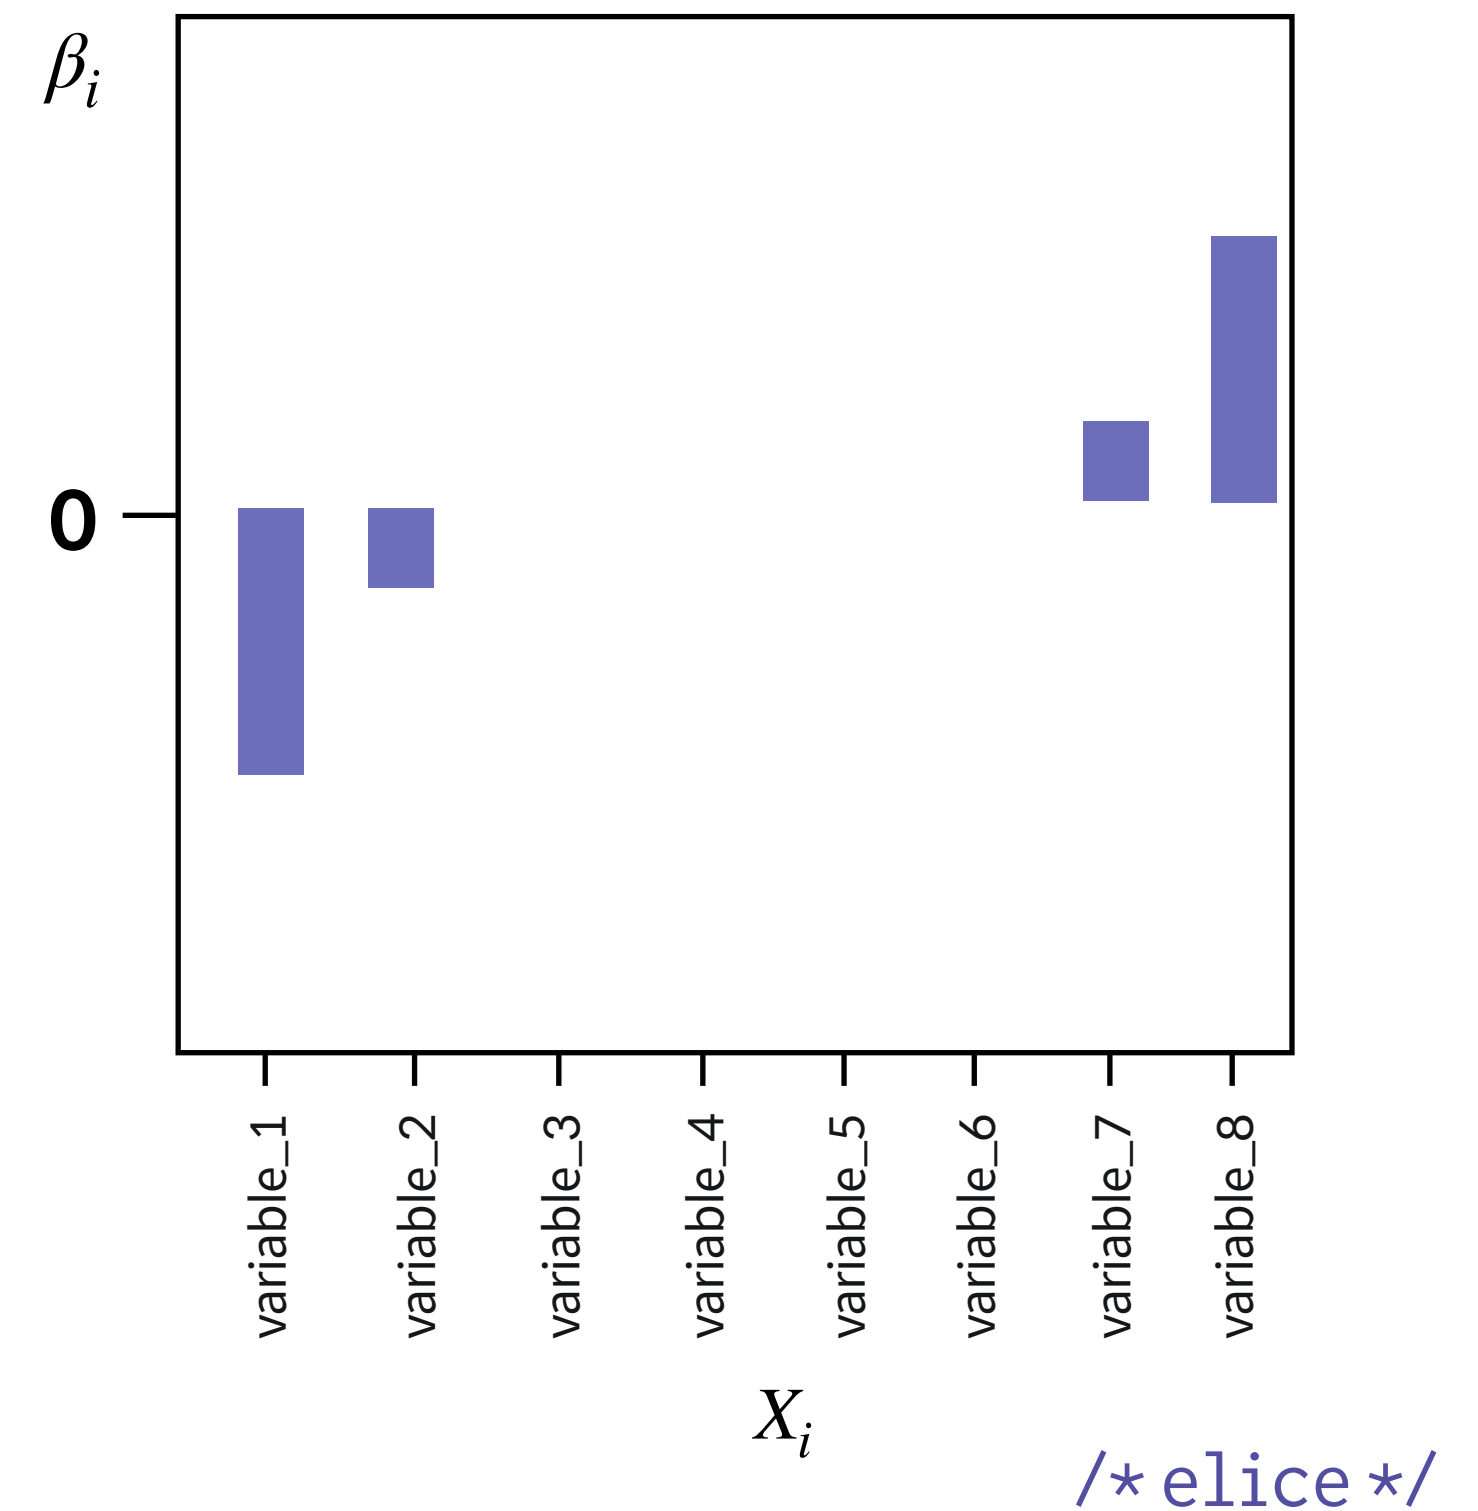 βi
0
variable_1
variable_2
variable_3
variable_4
variable_5
variable_6
variable_7
variable_8
Xi
/* elice */